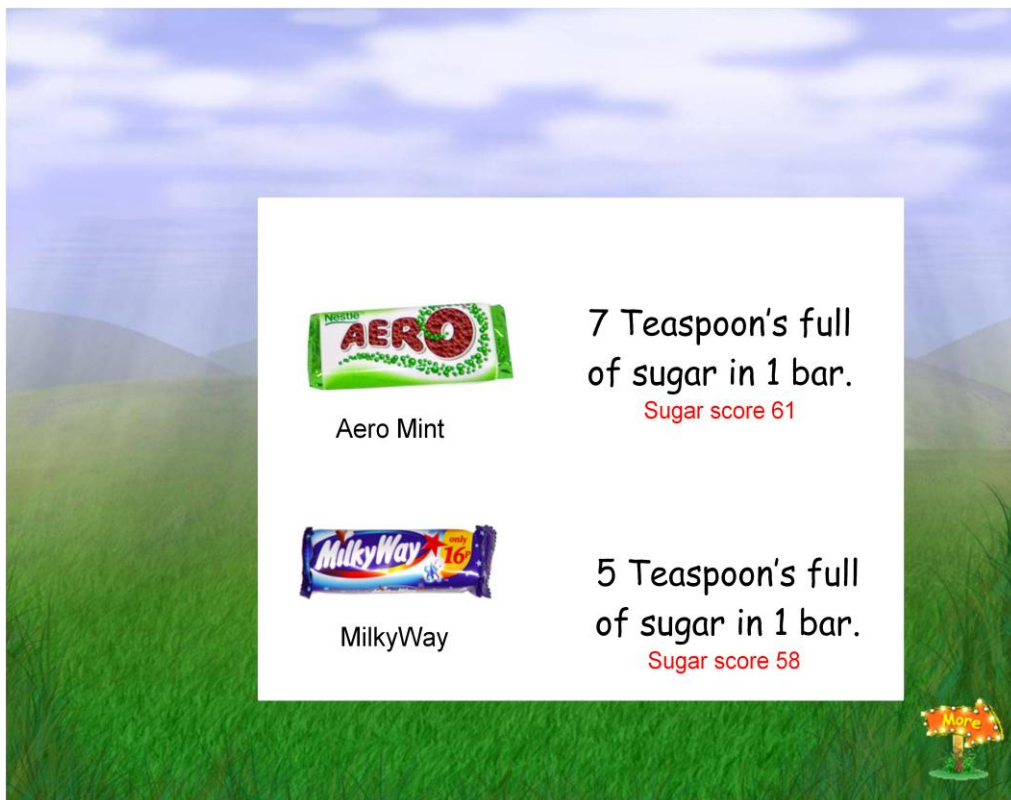 Nestle
AERO
7 Teaspoon's full
of sugar in 1 bar.
Sugar score 61
Aero Mint
MilkyWay
only
16p
5 Teaspoon's full
of sugar in 1 bar.
Sugar score 58
MilkyWay
More